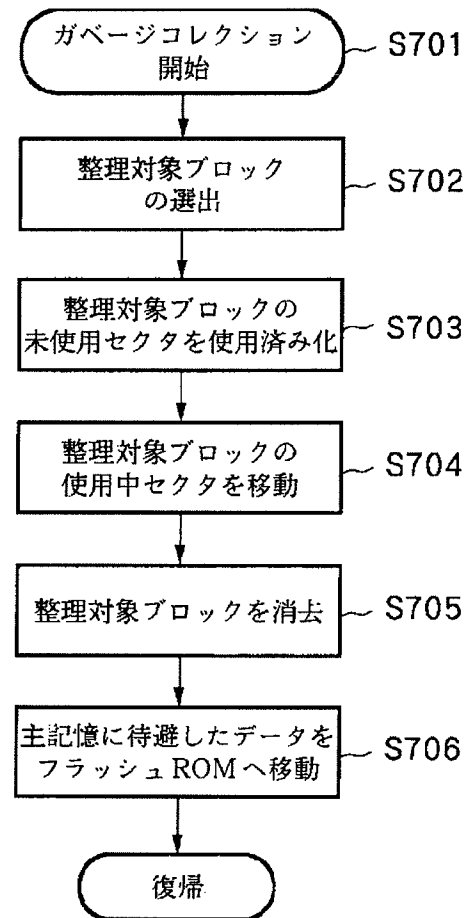 ガベージコレクション
開始
S701
整理対象ブロック
の選出
S702
整理対象ブロックの
未使用セクタを使用済み化
S703
整理対象ブロックの
使用中セクタを移動
S704
整理対象ブロックを消去
S705
主記憶に待避したデータを
フラッシュROMへ移動
S706
復帰